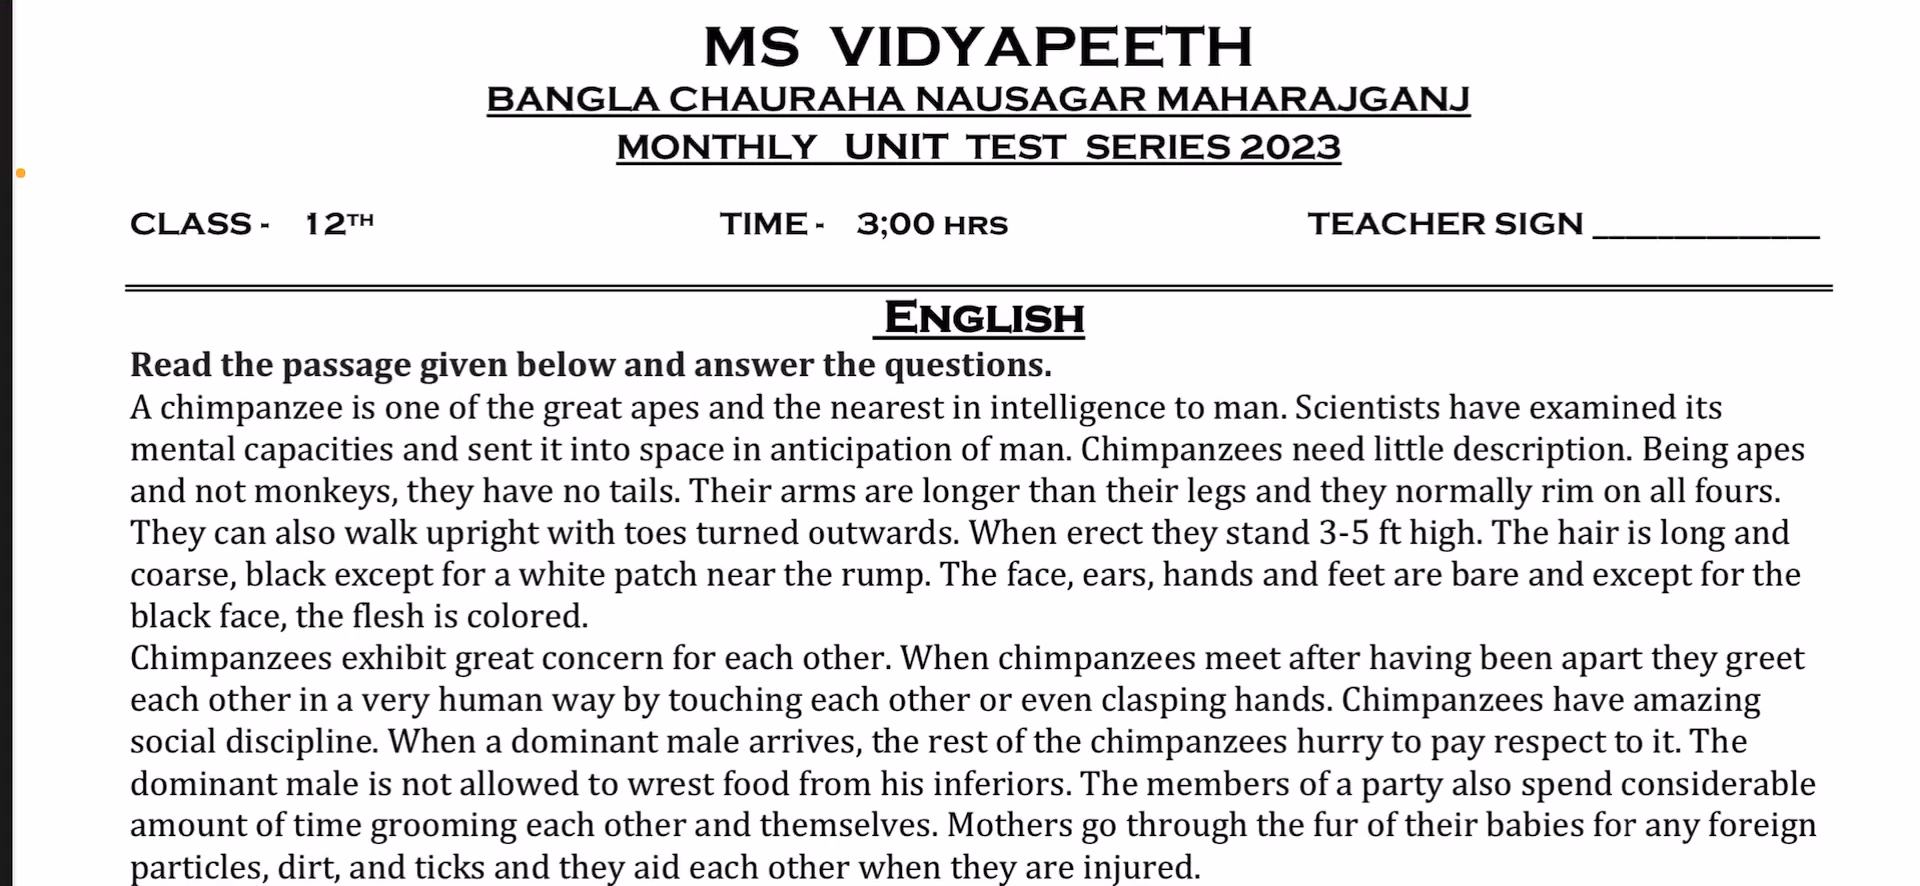 MS VIDYAPEETH
BANGLA CHAURAHA NAUSAGAR MAHARAJGANJ
MONTHLY UNIT TEST SERIES 2023
CLASS - 12TH TIME - 3;00 HRS TEACHER SIGN ______________
ENGLISH
Read the passage given below and answer the questions.
A chimpanzee is one of the great apes and the nearest in intelligence to man. Scientists have examined its
mental capacities and sent it into space in anticipation of man. Chimpanzees need little description. Being apes
and not monkeys, they have no tails. Their arms are longer than their legs and they normally rim on all fours.
They can also walk upright with toes turned outwards. When erect they stand 3-5 ft high. The hair is long and
coarse, black except for a white patch near the rump. The face, ears, hands and feet are bare and except for the
black face, the flesh is colored.
Chimpanzees exhibit great concern for each other. When chimpanzees meet after having been apart they greet
each other in a very human way by touching each other or even clasping hands. Chimpanzees have amazing
social discipline. When a dominant male arrives, the rest of the chimpanzees hurry to pay respect to it. The
dominant male is not allowed to wrest food from his inferiors. The members of a party also spend considerable
amount of time grooming each other and themselves. Mothers go through the fur of their babies for any foreign
particles, dirt, and ticks and they aid each other when they are injured.